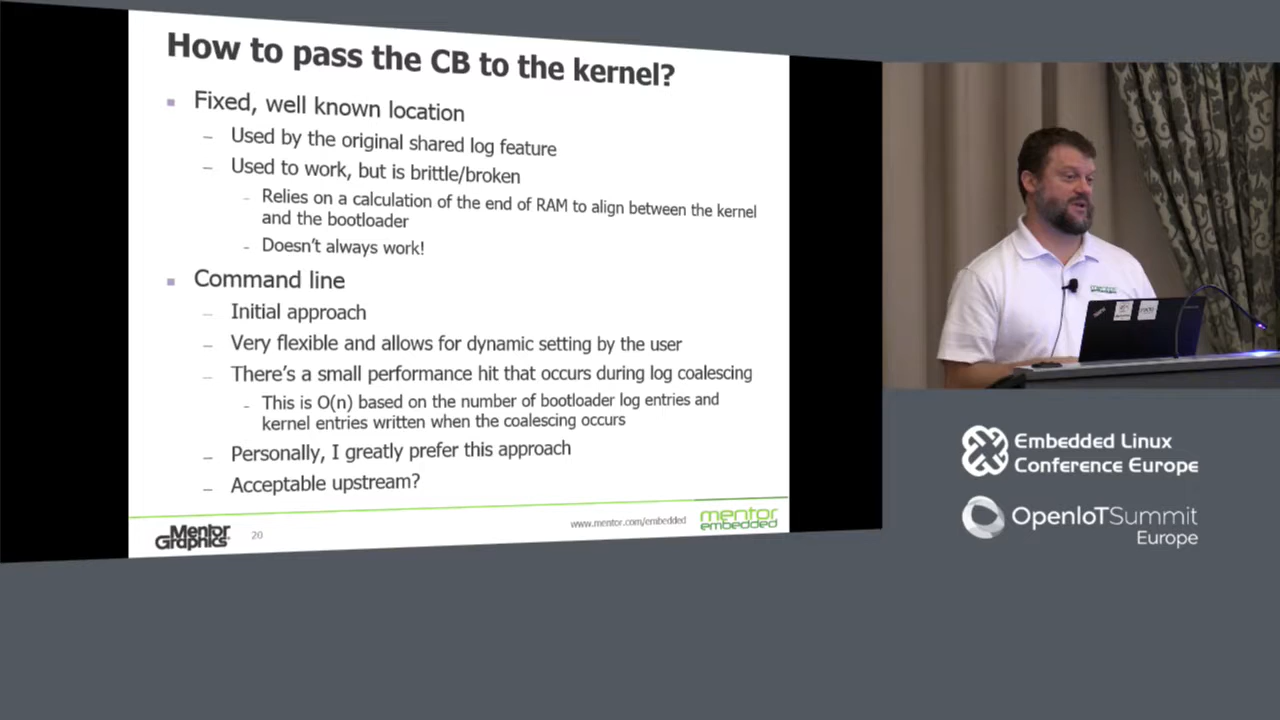 How to pass the CB to the kernel?
Fixed, well known location
– Used by the original shared log feature
– Used to work, but is brittle/broken
- Relies on a calculation of the end of RAM to align between the kernel
and the bootloader
- Doesn't always work!
Command line
– Initial approach
– Very flexible and allows for dynamic setting by the user
– There's a small performance hit that occurs during log coalescing
- This is O(n) based on the number of bootloader log entries and
kernel entries written when the coalescing occurs
– Personally, I greatly prefer this approach
– Acceptable upstream?
Mentor
Graphics
20
www.mentor.com/embedded
mentor
embedded
mentor
Embedded Linux
Conference Europe
OpenIoTSummit
Europe